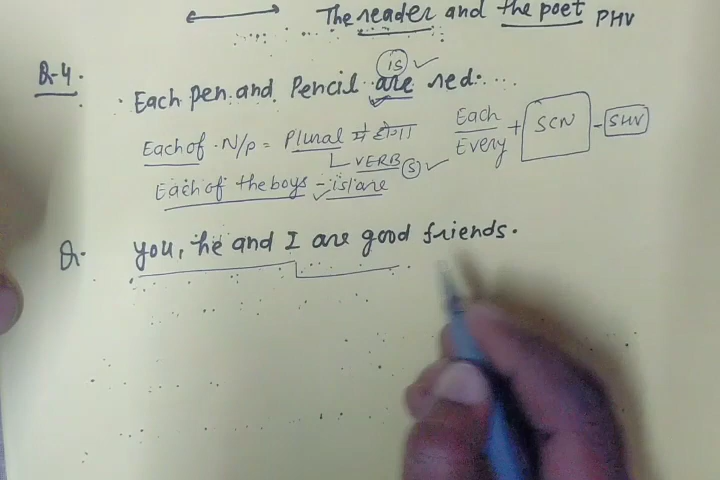 The reader and the poet PHV
Q-4.
is
Each pen and Pencil are red.
Each of N/P = Plural में होगा
VERB (S)
Each of the boys - is/are
Each
Every + SCN - SHV
Q. you, he and I are good friends.